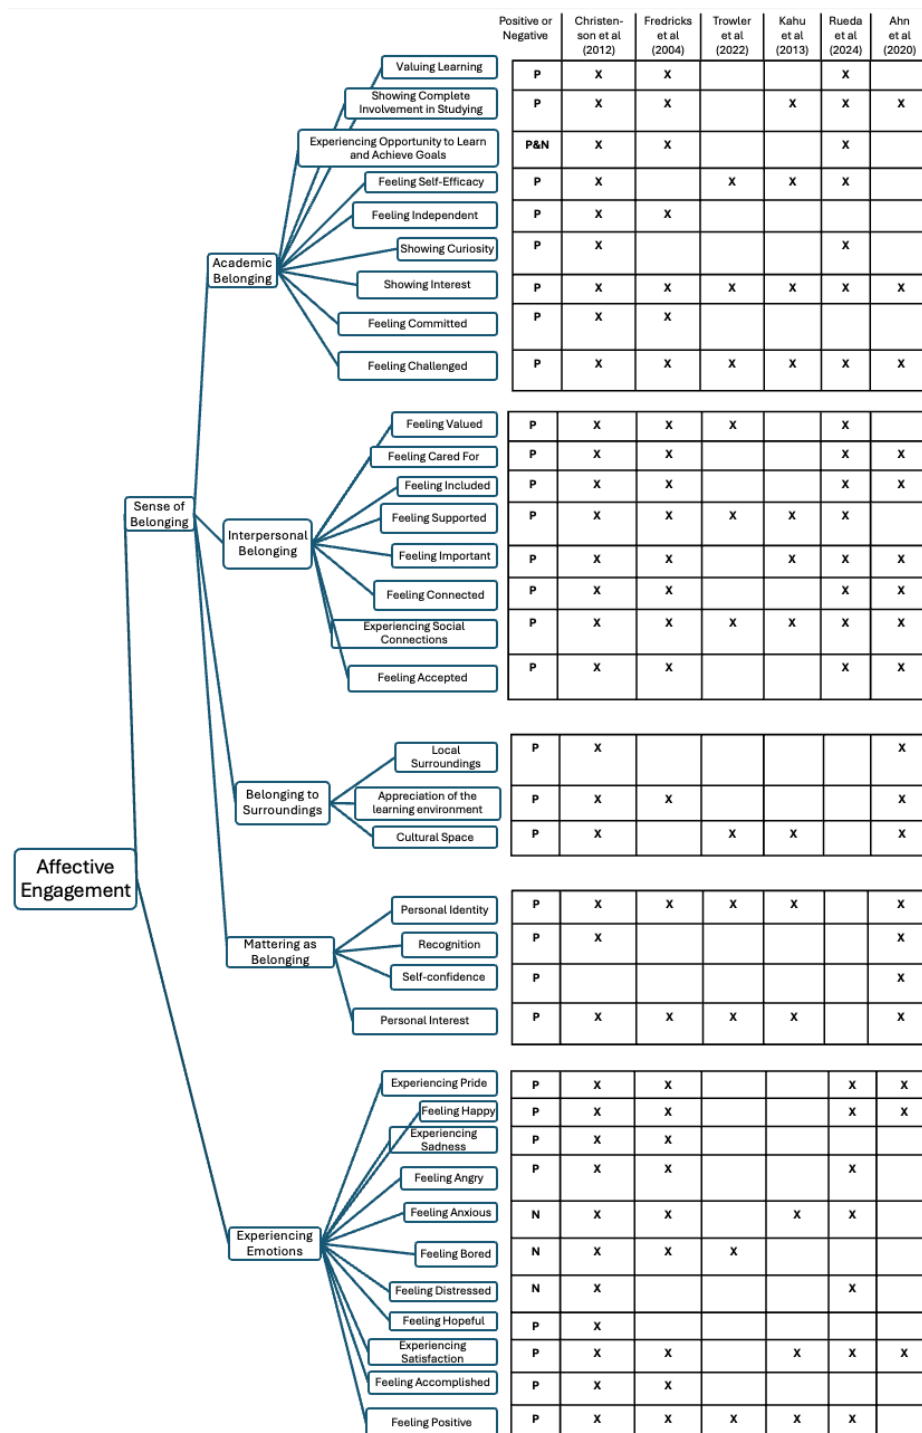 Positive or Negative Christen-son et al (2012) Fredricks et al (2004) Trowler et al (2022) Kahu et al (2013) Rueda et al (2024) Ahn et al (2020)
Affective Engagement
Sense of Belonging
Academic Belonging
Valuing Learning P X X X
Showing Complete Involvement in Studying P X X X X X
Experiencing Opportunity to Learn and Achieve Goals P&N X X X
Feeling Self-Efficacy P X X X X
Feeling Independent P X X
Showing Curiosity P X X
Showing Interest P X X X X X X
Feeling Committed P X X
Feeling Challenged P X X X X X X
Interpersonal Belonging
Feeling Valued P X X X X
Feeling Cared For P X X X X
Feeling Included P X X X X
Feeling Supported P X X X X X
Feeling Important P X X X X X
Feeling Connected P X X X X
Experiencing Social Connections P X X X X X X
Feeling Accepted P X X X X
Belonging to Surroundings
Local Surroundings P X X
Appreciation of the learning environment P X X X
Cultural Space P X X X X
Mattering as Belonging
Personal Identity P X X X X X
Recognition P X X
Self-confidence P X
Personal Interest P X X X X X
Experiencing Emotions
Experiencing Pride P X X X X
Feeling Happy P X X X X
Experiencing Sadness P X X
Feeling Angry P X X X
Feeling Anxious N X X X X
Feeling Bored N X X X
Feeling Distressed N X X
Feeling Hopeful P X
Experiencing Satisfaction P X X X X X
Feeling Accomplished P X X
Feeling Positive P X X X X X